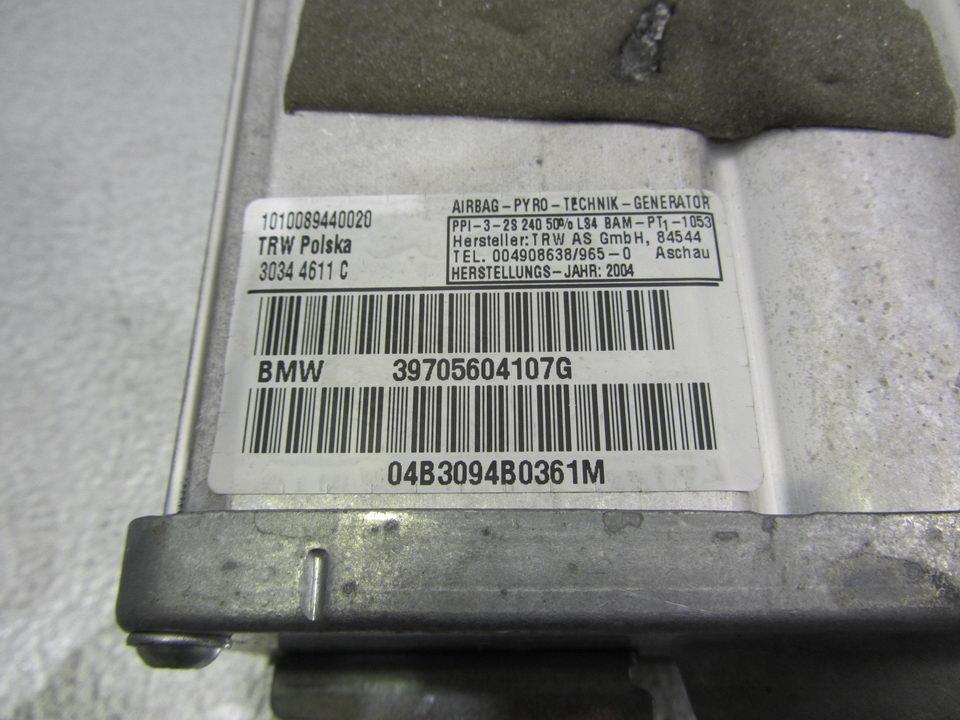 1010089440020
TRW Polska
3034 4611 C
AIRBAG-PYRO-TECHNIK-GENERATOR
PPI-3-2S 240 50% LS4 BAM-PT1-1053
Hersteller: TRW AS GmbH, 84544
TEL. 004908638/965-0 Aschau
HERSTELLUNGS-JAHR: 2004
BMW 39705604107G
04B3094B0361M